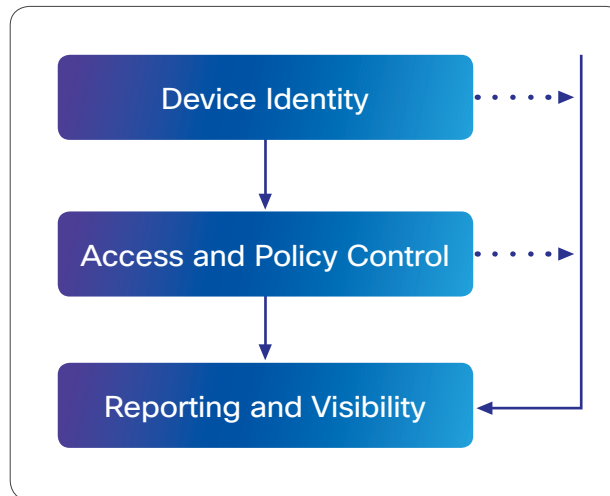 Device Identity
Access and Policy Control
Reporting and Visibility